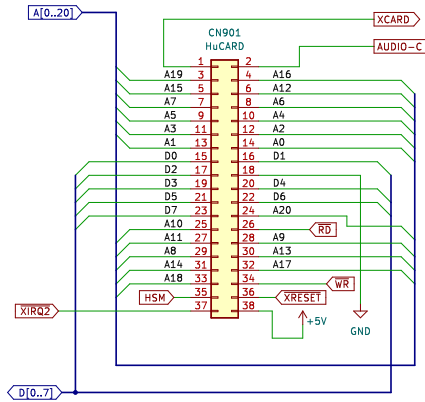 A[0..20]
XCARD
CN901
HuCARD
AUDIO-C
1 2
A19 3 4 A16
A15 5 6 A12
A7 7 8 A6
A5 9 10 A4
A3 11 12 A2
A1 13 14 A0
D0 15 16 D1
D2 17 18
D3 19 20 D4
D5 21 22 D6
D7 23 24 A20
A10 25 26 RD
A11 27 28 A9
A8 29 30 A13
A14 31 32 A17
A18 33 34 WR
HSM 35 36 XRESET
XIRQ2 37 38
+5V
GND
D[0..7]